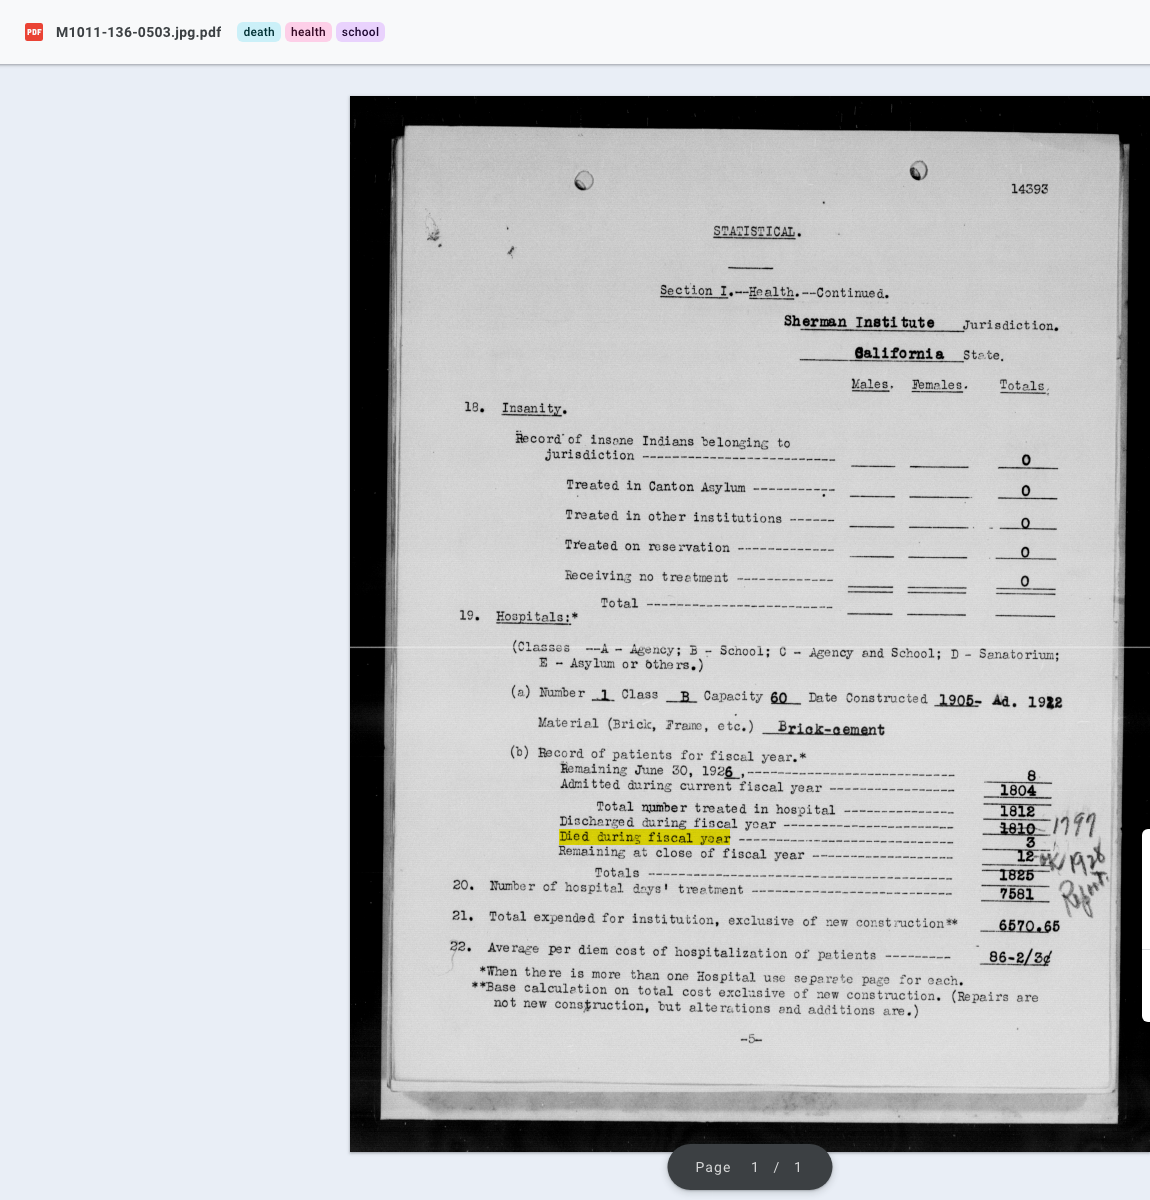 PDF M1011-136-0503.jpg.pdf death health school
14393
STATISTICAL.
Section I.--Health.--Continued.
Sherman Institute Jurisdiction.
California State.
Males. Females. Totals.
18. Insanity.
Record of insane Indians belonging to
jurisdiction ------------------------- 0
Treated in Canton Asylum ----------- 0
Treated in other institutions ------ 0
Treated on reservation ------------- 0
Receiving no treatment ------------- 0
Total -------------------------
19. Hospitals:*
(Classes --A - Agency; B - School; C - Agency and School; D - Sanatorium;
E - Asylum or others.)
(a) Number 1 Class B Capacity 60 Date Constructed 1905- Ad. 1922
Material (Brick, Frame, etc.) Brick-cement
(b) Record of patients for fiscal year.*
Remaining June 30, 1926,--------------------------- 8
Admitted during current fiscal year ---------------- 1804
Total number treated in hospital -------------- 1812
Discharged during fiscal year ---------------------- 1810 1799
Died during fiscal year ---------------------------- 3
Remaining at close of fiscal year ------------------ 12 1928
Totals --------------------------------------- 1825
20. Number of hospital days' treatment -------------------------- 7581
21. Total expended for institution, exclusive of new construction** 6570.65
22. Average per diem cost of hospitalization of patients --------- 86-2/3¢
*When there is more than one Hospital use separate page for each.
**Base calculation on total cost exclusive of new construction. (Repairs are
not new construction, but alterations and additions are.)
-5-
Page 1 / 1